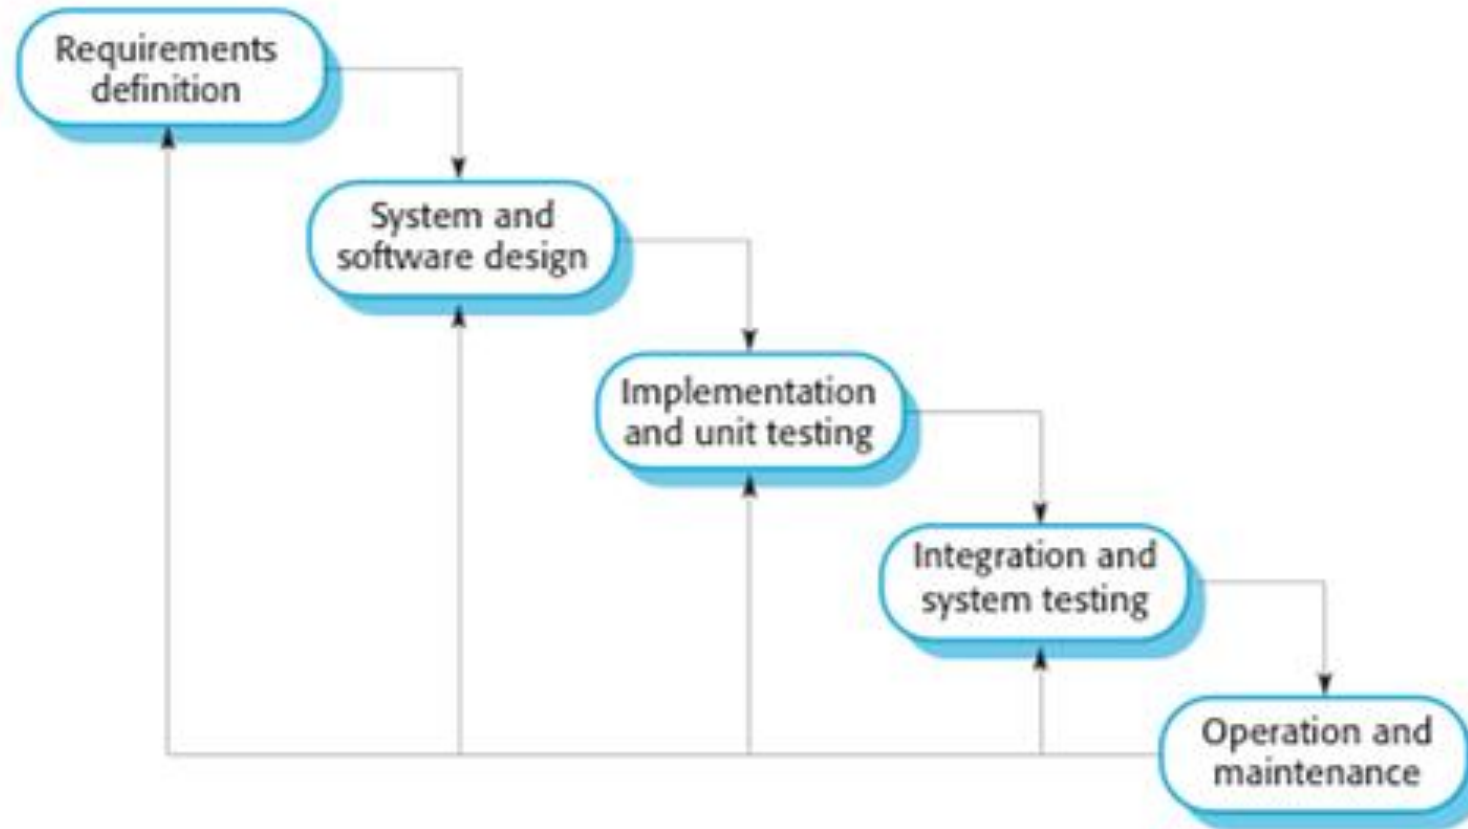 Requirements
definition
System and
software design
Implementation
and unit testing
Integration and
system testing
Operation and
maintenance